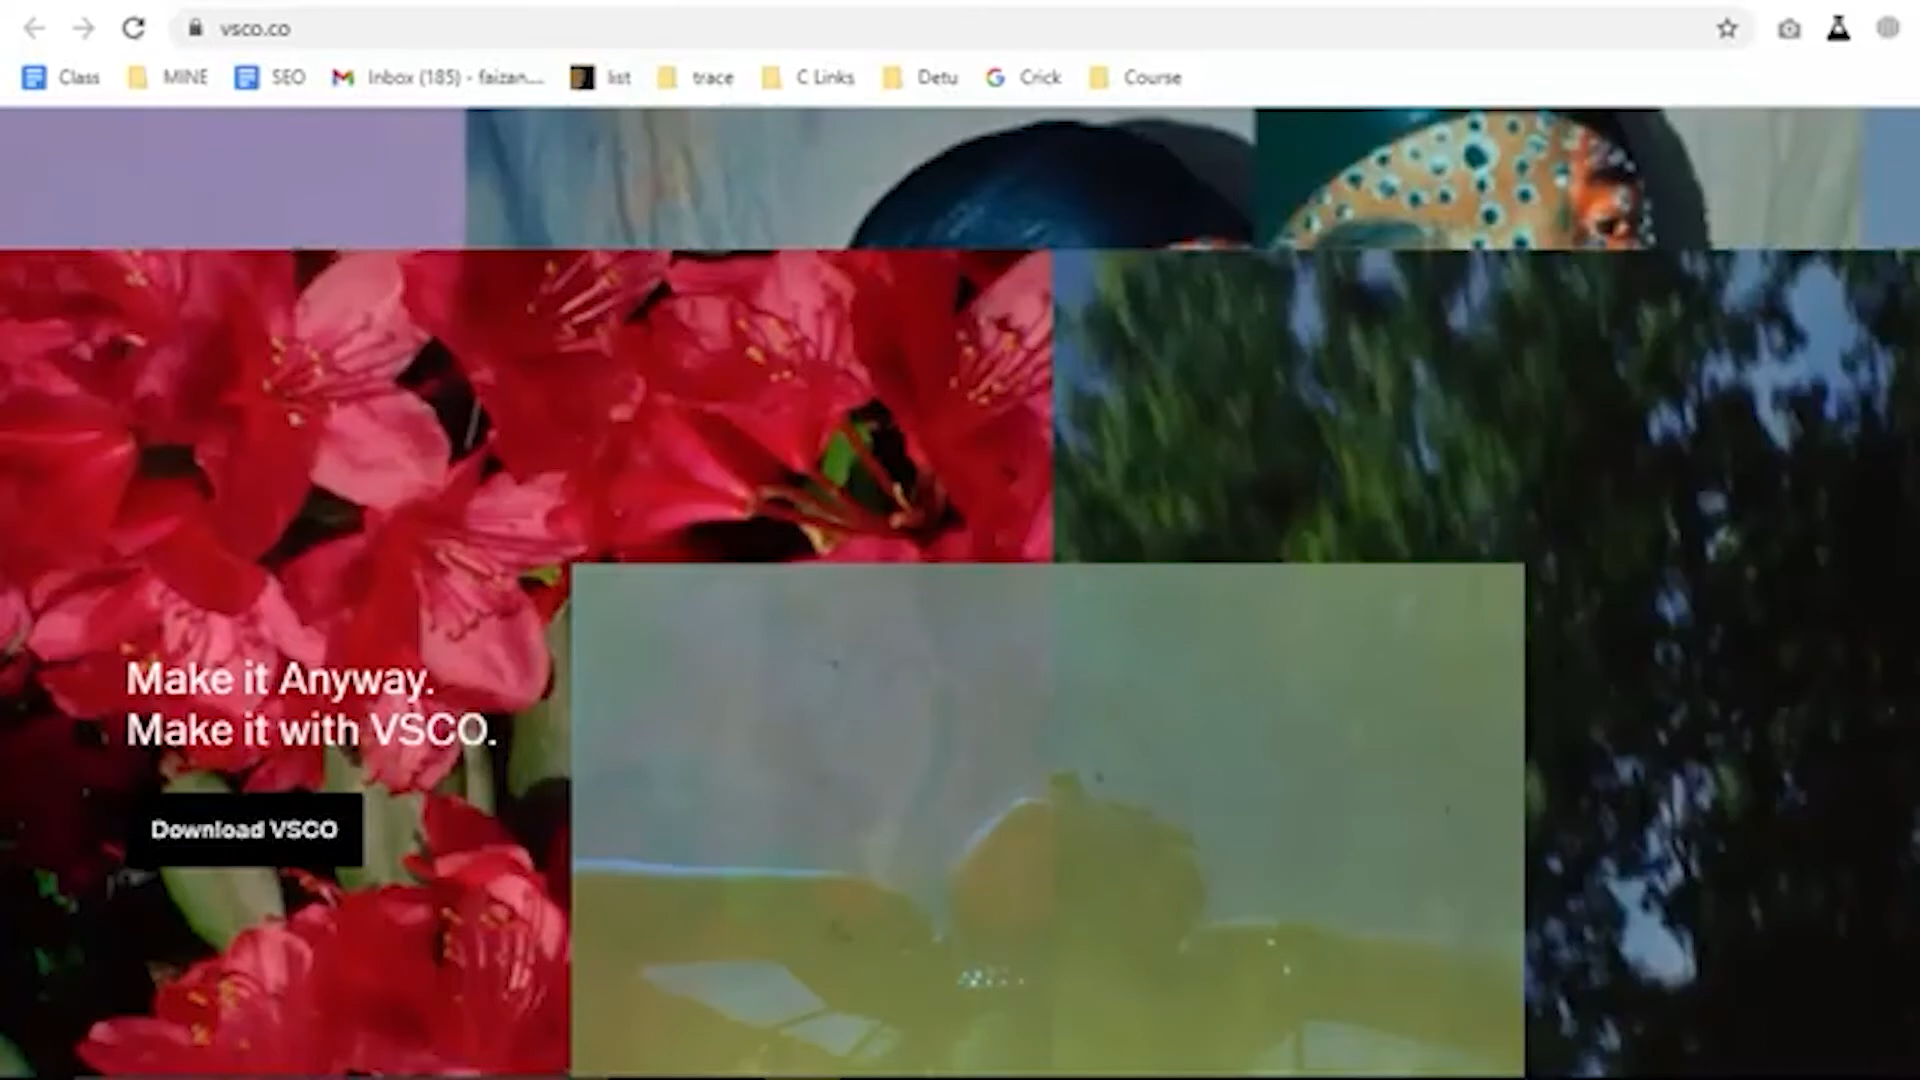 vsco.co
Class MINE SEO Inbox (185) - faizan.... list trace C Links Detu Crick Course
Make it Anyway.
Make it with VSCO.
Download VSCO